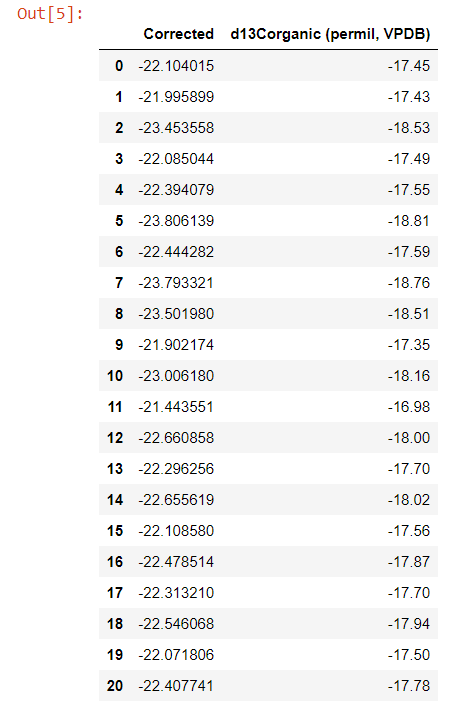 Out[5]:
Corrected d13Corganic (permil, VPDB)
0 -22.104015 -17.45
1 -21.995899 -17.43
2 -23.453558 -18.53
3 -22.085044 -17.49
4 -22.394079 -17.55
5 -23.806139 -18.81
6 -22.444282 -17.59
7 -23.793321 -18.76
8 -23.501980 -18.51
9 -21.902174 -17.35
10 -23.006180 -18.16
11 -21.443551 -16.98
12 -22.660858 -18.00
13 -22.296256 -17.70
14 -22.655619 -18.02
15 -22.108580 -17.56
16 -22.478514 -17.87
17 -22.313210 -17.70
18 -22.546068 -17.94
19 -22.071806 -17.50
20 -22.407741 -17.78